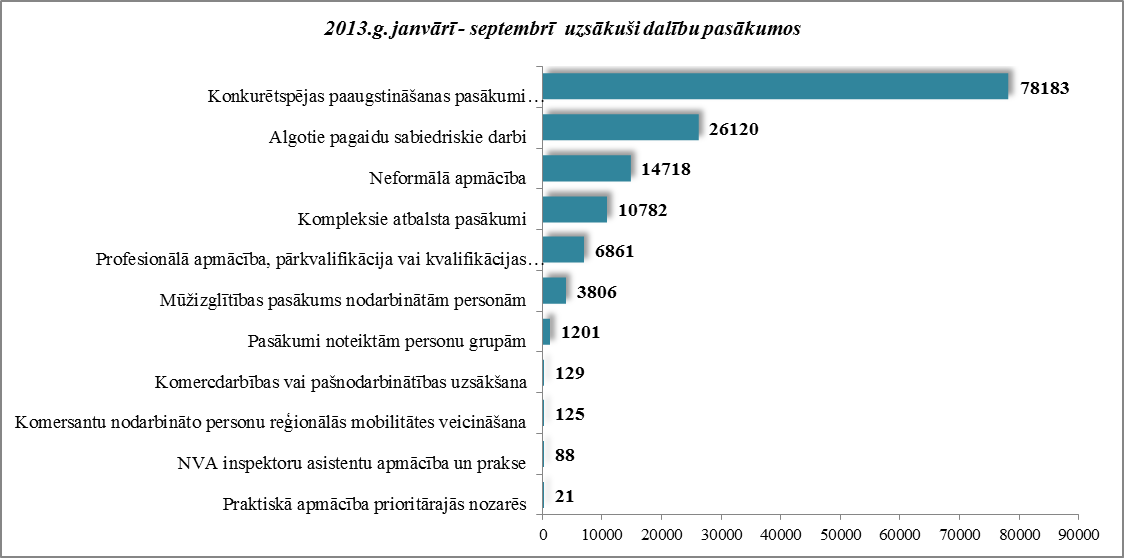 2013.g. janvārī - septembrī uzsākuši dalību pasākumos
Konkurētspējas paaugstināšanas pasākumi… 78183
Algotie pagaidu sabiedriskie darbi 26120
Neformālā apmācība 14718
Kompleksie atbalsta pasākumi 10782
Profesionālā apmācība, pārkvalifikācija vai kvalifikācijas… 6861
Mūžizglītības pasākums nodarbinātām personām 3806
Pasākumi noteiktām personu grupām 1201
Komercdarbības vai pašnodarbinātības uzsākšana 129
Komersantu nodarbināto personu reģionālās mobilitātes veicināšana 125
NVA inspektoru asistentu apmācība un prakse 88
Praktiskā apmācība prioritārajās nozarēs 21
0 10000 20000 30000 40000 50000 60000 70000 80000 90000